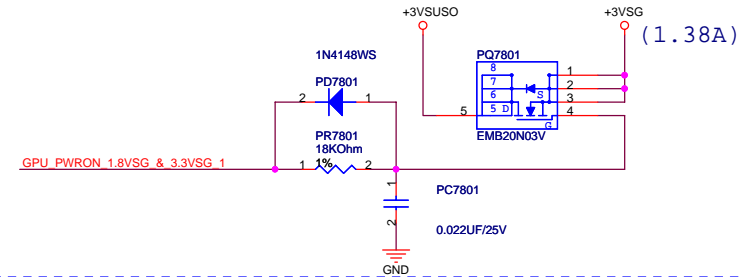 +3VSUSO
+3VSG
(1.38A)
1N4148WS
PQ7801
PD7801
8
7
6
5 D
S
G
1
2
3
4
5
EMB20N03V
2
1
PR7801
18KOhm
1%
1
2
GPU_PWRON_1.8VSG_&_3.3VSG_1
1
PC7801
2
0.022UF/25V
GND